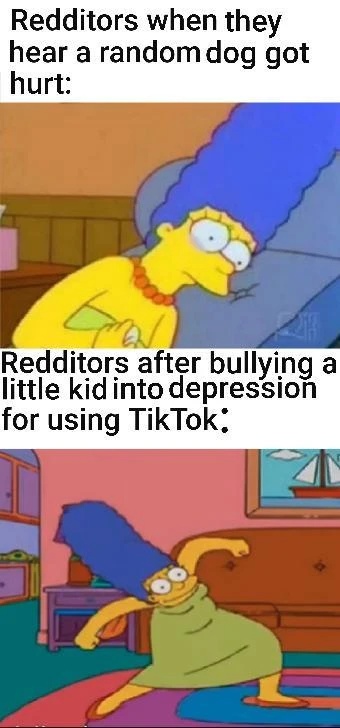 Redditors when they
hear a random dog got
hurt:
Redditors after bullying a
little kid into depression
for using TikTok: